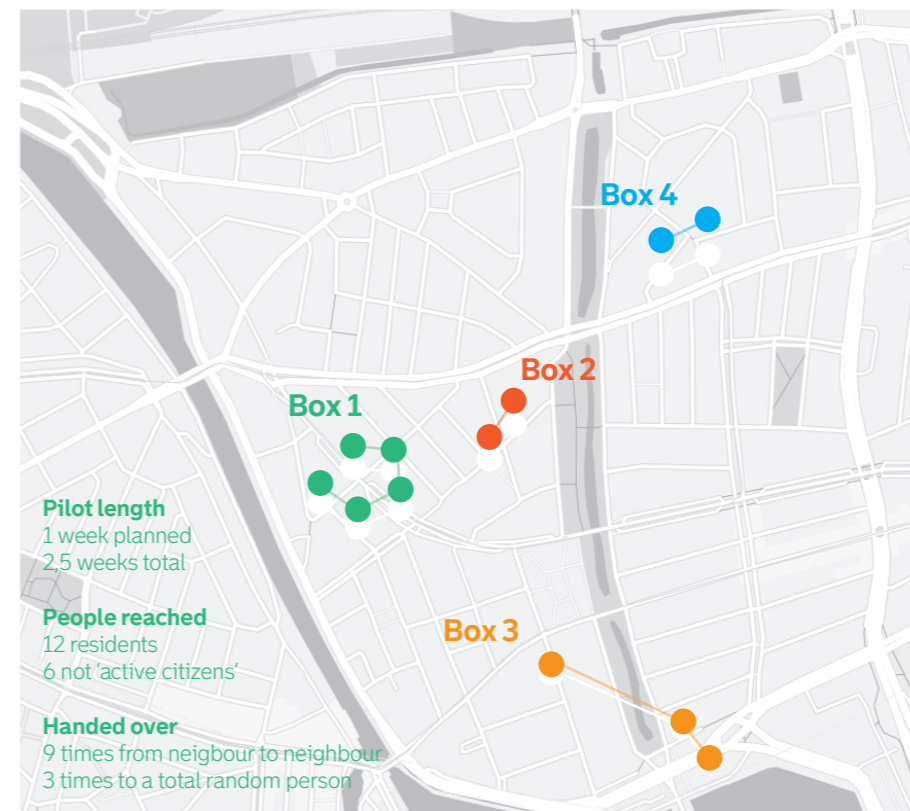 Box 4
Box 2
Box 1
Pilot length
1 week planned
2,5 weeks total
People reached
12 residents
6 not ‘active citizens’
Box 3
Handed over
9 times from neigbour to neighbour
3 times to a total random person